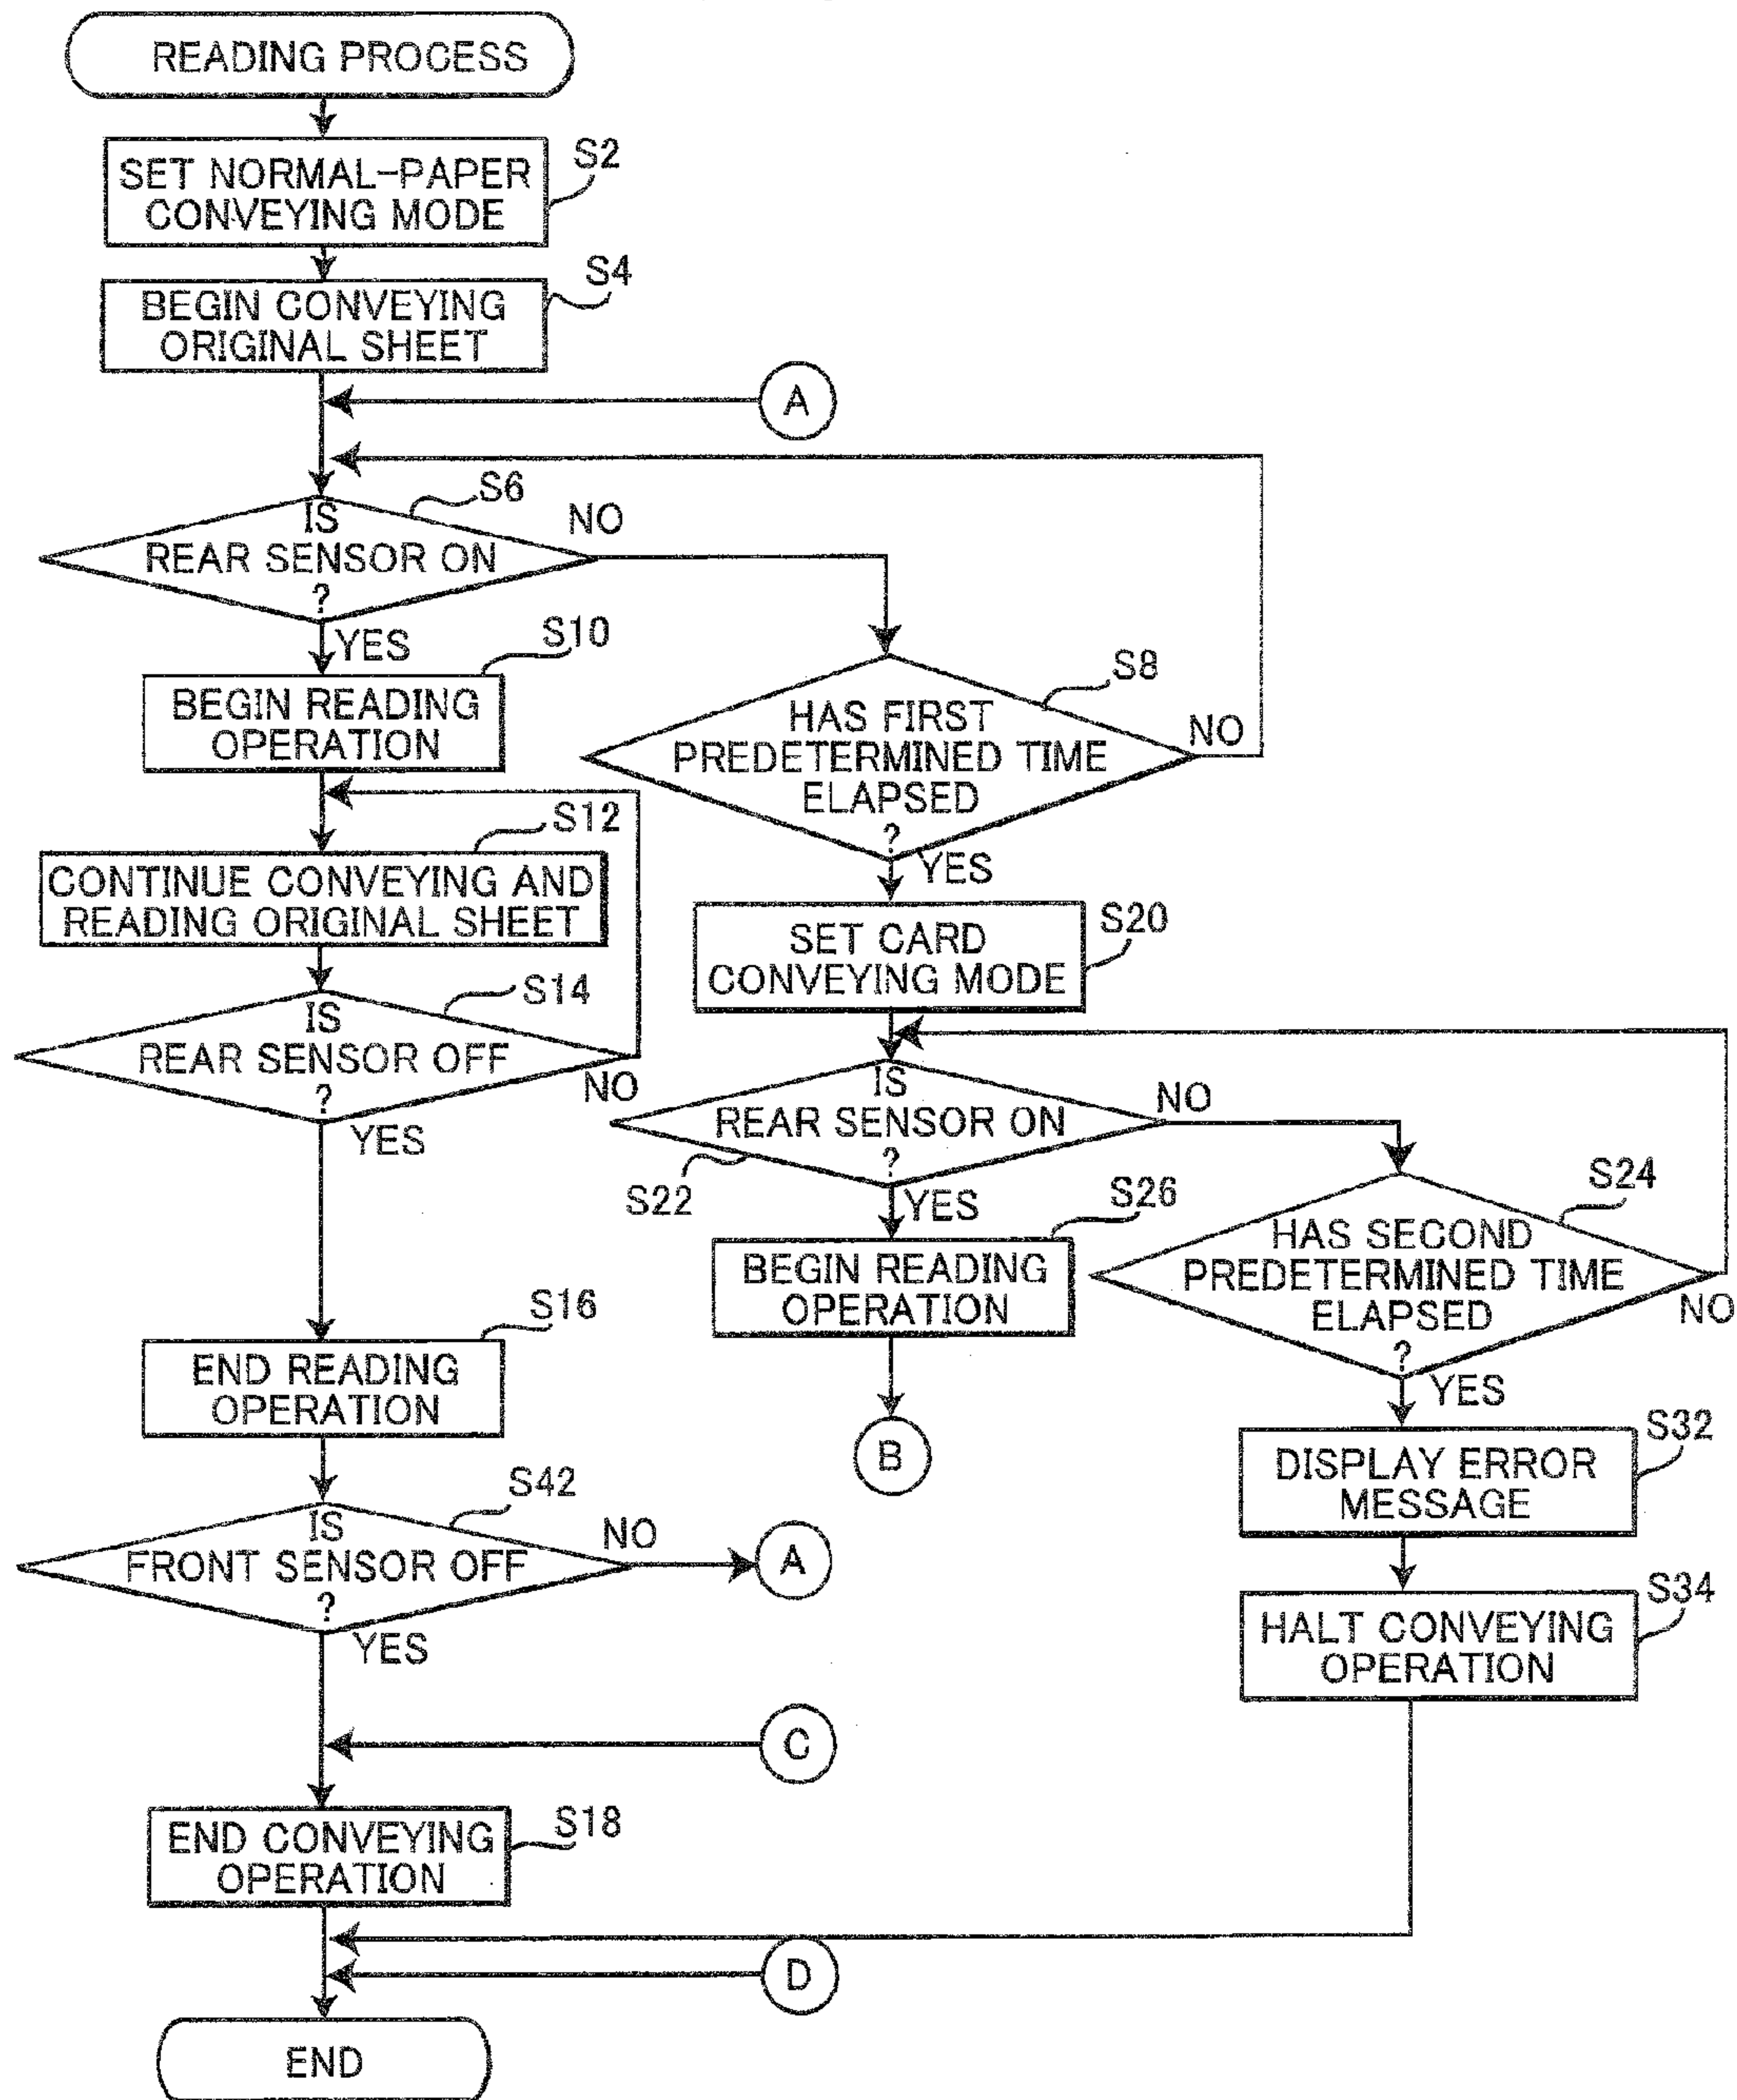 READING PROCESS
S2
SET NORMAL-PAPER
CONVEYING MODE
S4
BEGIN CONVEYING
ORIGINAL SHEET
A
S6
IS
REAR SENSOR ON
?
NO
YES
S10
BEGIN READING
OPERATION
S8
HAS FIRST
PREDETERMINED TIME
ELAPSED
?
NO
YES
S12
CONTINUE CONVEYING AND
READING ORIGINAL SHEET
S14
IS
REAR SENSOR OFF
?
NO
YES
S20
SET CARD
CONVEYING MODE
IS
REAR SENSOR ON
?
NO
S22
YES
S26
BEGIN READING
OPERATION
B
S24
HAS SECOND
PREDETERMINED TIME
ELAPSED
?
NO
YES
S16
END READING
OPERATION
S32
DISPLAY ERROR
MESSAGE
S42
IS
FRONT SENSOR OFF
?
NO
A
YES
S34
HALT CONVEYING
OPERATION
C
S18
END CONVEYING
OPERATION
D
END